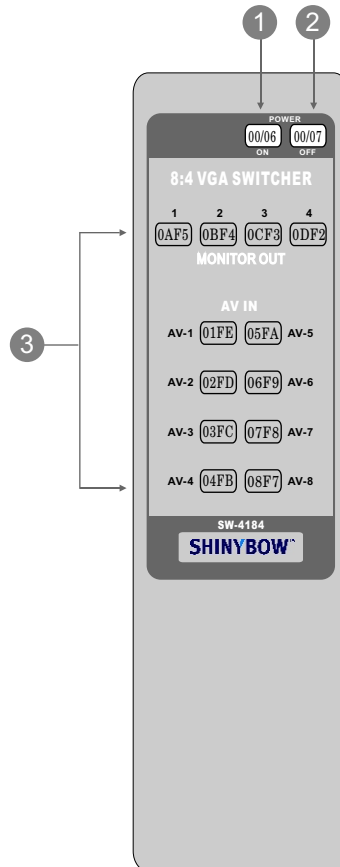 1 2
POWER
00/06 00/07
ON OFF
8:4 VGA SWITCHER
1 2 3 4
0AF5 0BF4 0CF3 0DF2
MONITOR OUT
3
AV IN
AV-1 01FE 05FA AV-5
AV-2 02FD 06F9 AV-6
AV-3 03FC 07F8 AV-7
AV-4 04FB 08F7 AV-8
SW-4184
SHINYBOW